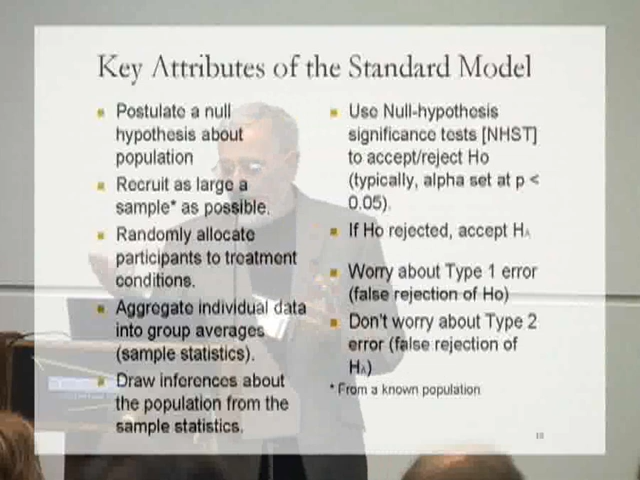 Key Attributes of the Standard Model
Postulate a null
hypothesis about
population
Recruit as large a
sample* as possible.
Randomly allocate
participants to treatment
conditions.
Aggregate individual data
into group averages
(sample statistics).
Draw inferences about
the population from the
sample statistics.
Use Null-hypothesis
significance tests [NHST]
to accept/reject Ho
(typically, alpha set at p <
0.05).
If Ho rejected, accept HA
Worry about Type 1 error
(false rejection of Ho)
Don't worry about Type 2
error (false rejection of
HA)
* From a known population
18